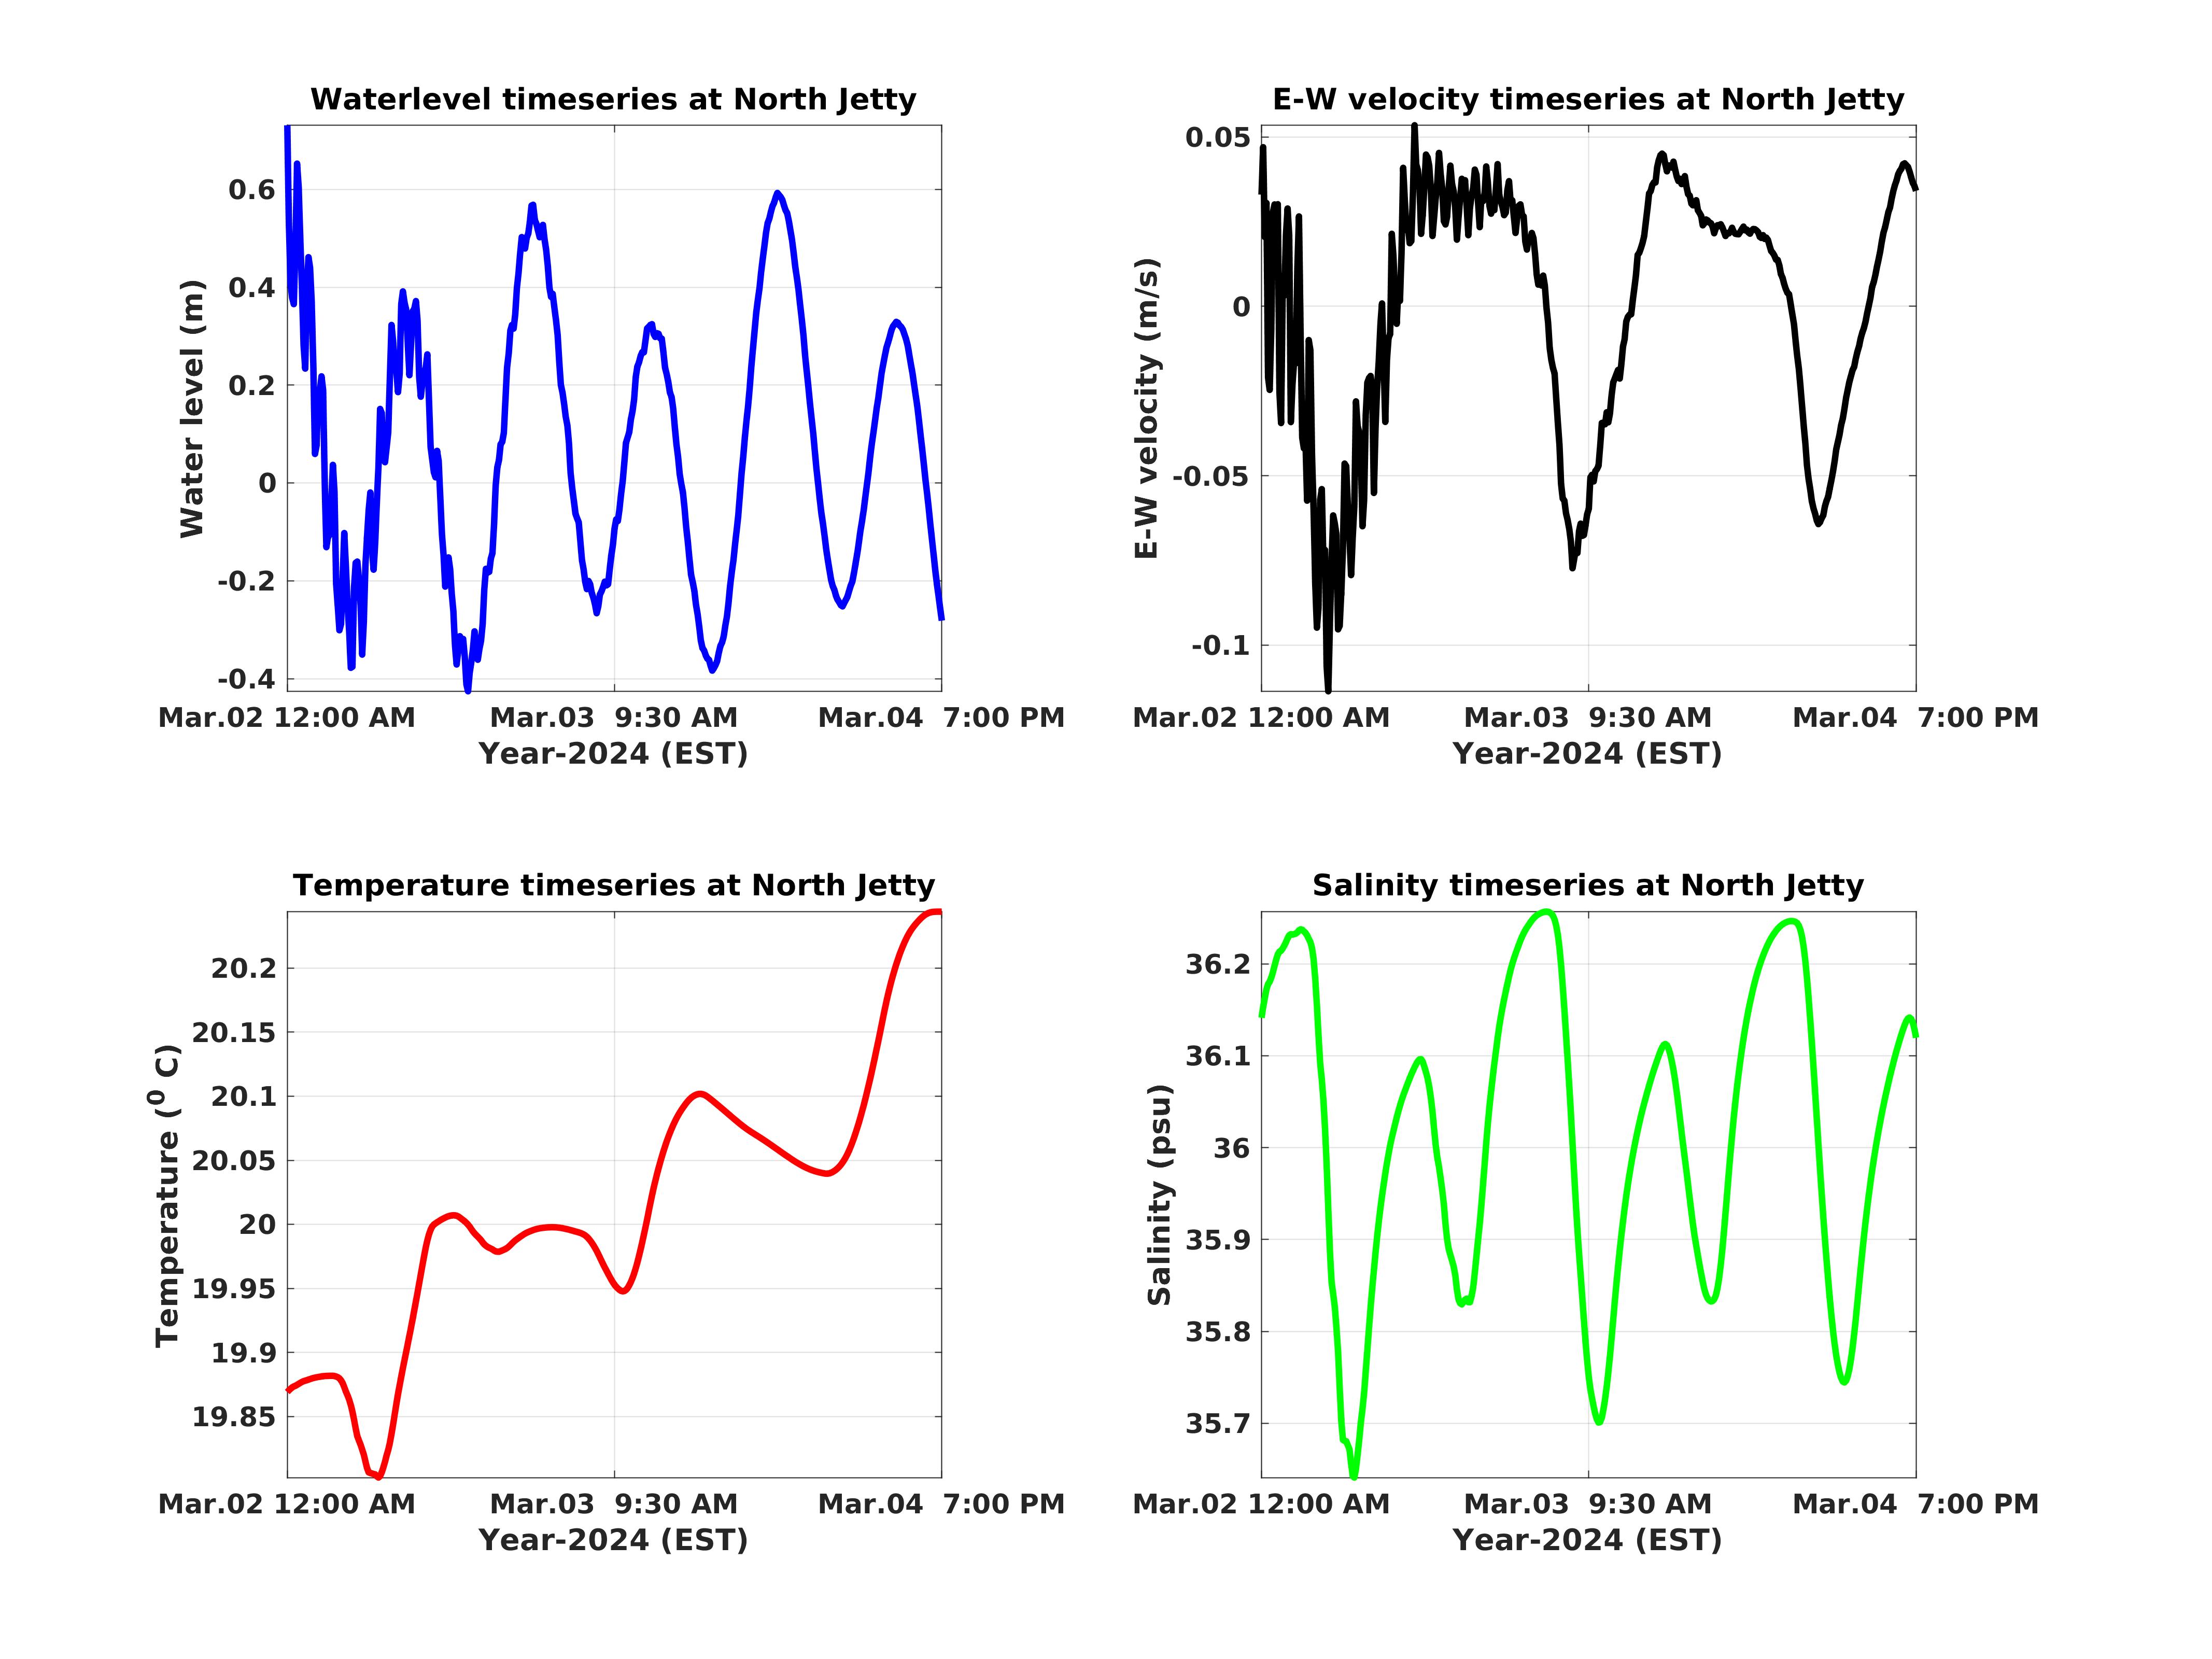 Waterlevel timeseries at North Jetty
Water level (m)
0.6
0.4
0.2
0
-0.2
-0.4
Mar.02 12:00 AM Mar.03 9:30 AM Mar.04 7:00 PM
Year-2024 (EST)
E-W velocity timeseries at North Jetty
E-W velocity (m/s)
0.05
0
-0.05
-0.1
Mar.02 12:00 AM Mar.03 9:30 AM Mar.04 7:00 PM
Year-2024 (EST)
Temperature timeseries at North Jetty
Temperature (⁰ C)
20.2
20.15
20.1
20.05
20
19.95
19.9
19.85
Mar.02 12:00 AM Mar.03 9:30 AM Mar.04 7:00 PM
Year-2024 (EST)
Salinity timeseries at North Jetty
Salinity (psu)
36.2
36.1
36
35.9
35.8
35.7
Mar.02 12:00 AM Mar.03 9:30 AM Mar.04 7:00 PM
Year-2024 (EST)